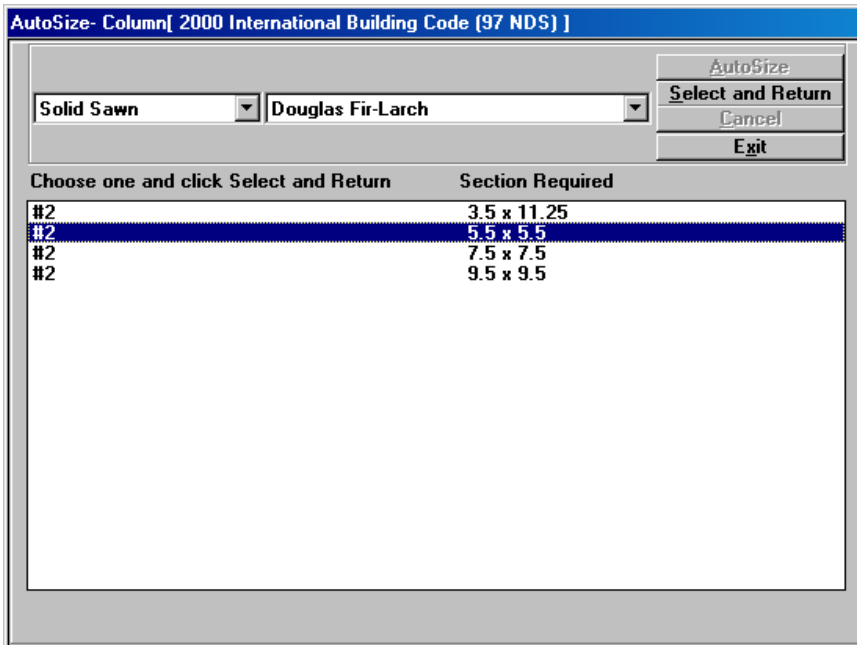 AutoSize- Column[ 2000 International Building Code (97 NDS) ]
AutoSize
Solid Sawn Douglas Fir-Larch Select and Return
Cancel
Exit
Choose one and click Select and Return Section Required
#2 3.5 x 11.25
#2 5.5 x 5.5
#2 7.5 x 7.5
#2 9.5 x 9.5